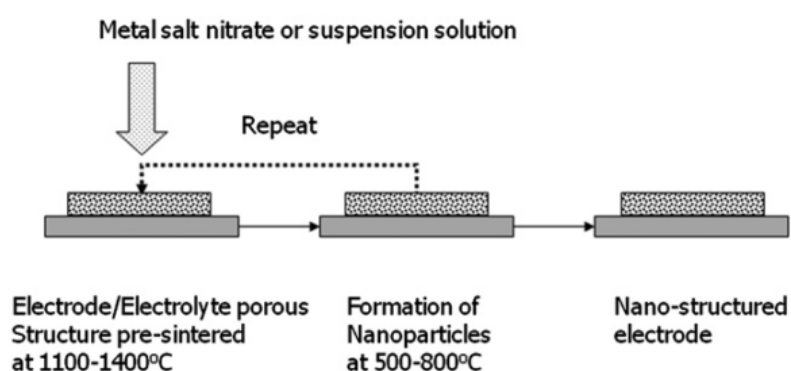 Metal salt nitrate or suspension solution
Repeat
Electrode/Electrolyte porous
Structure pre-sintered
at 1100-1400ºC
Formation of
Nanoparticles
at 500-800ºC
Nano-structured
electrode